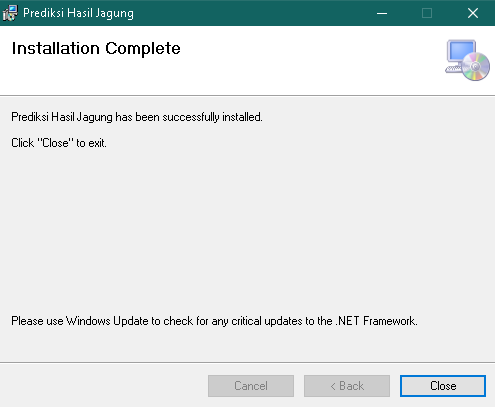 Prediksi Hasil Jagung
Installation Complete
Prediksi Hasil Jagung has been successfully installed.
Click "Close" to exit.
Please use Windows Update to check for any critical updates to the .NET Framework.
Cancel
< Back
Close